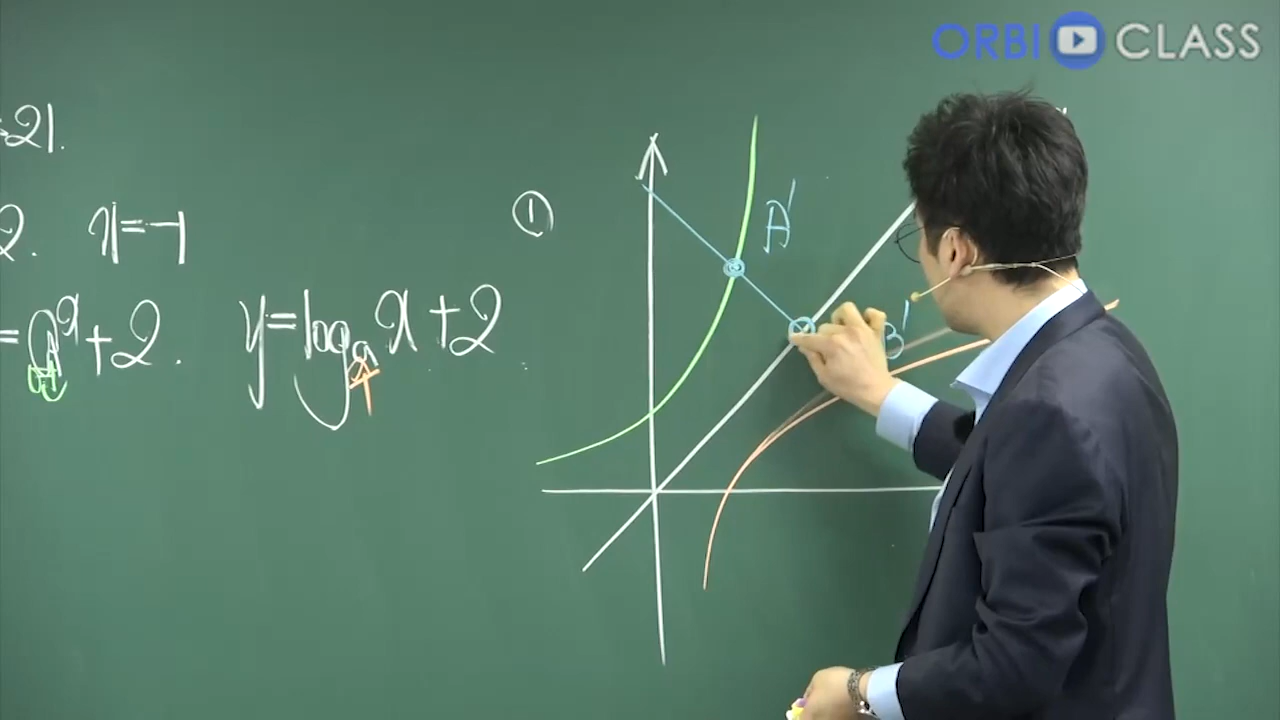 ORBI CLASS
21.
2. x=-1
①
A'
=a^x+2. y=log_a x+2
B'